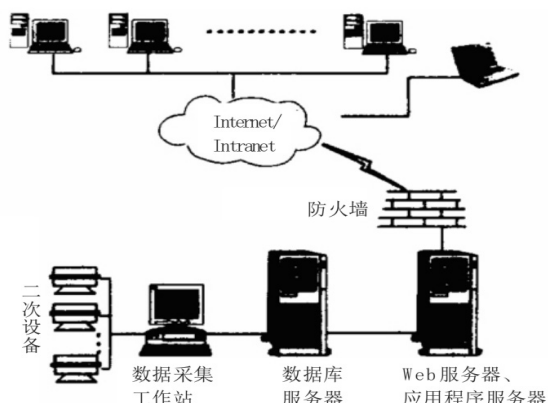 Internet/
Intranet
防火墙
二次设备
数据采集
工作站
数据库
服务器
Web服务器、
应用程序服务器